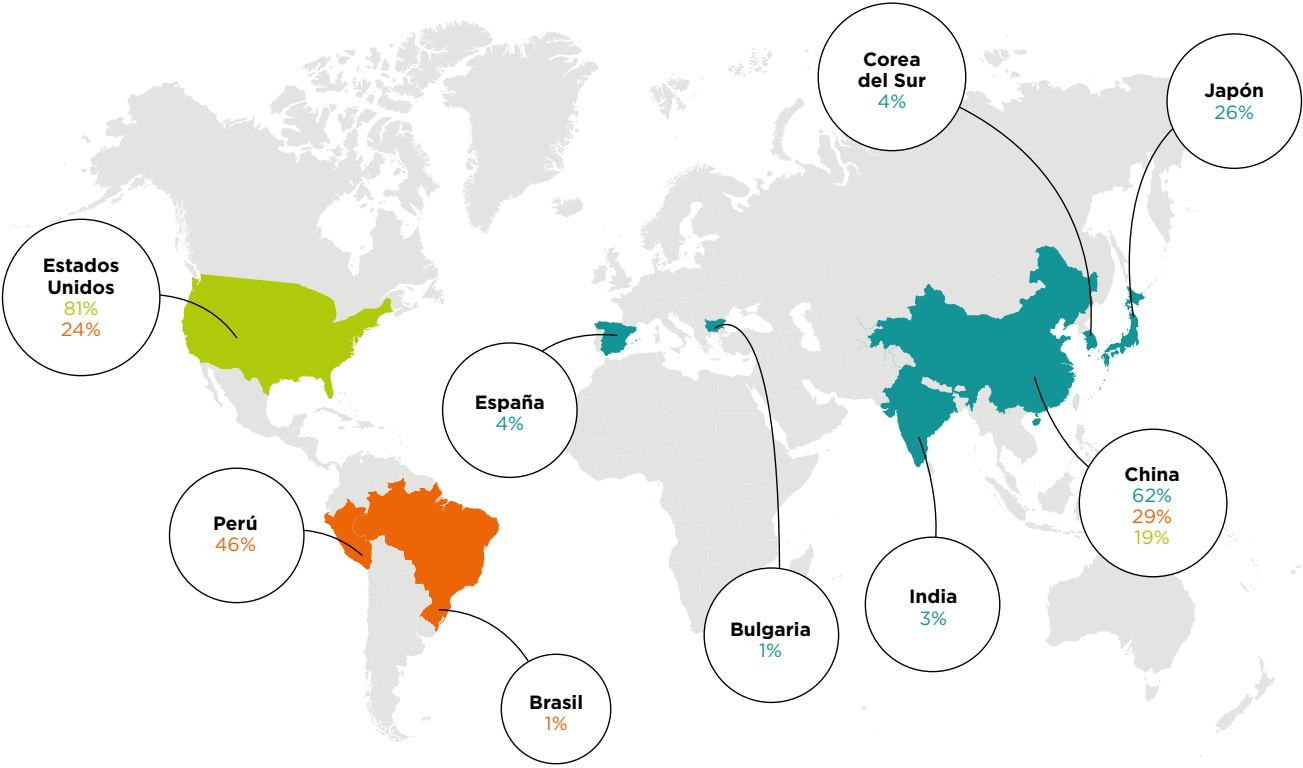 Corea
del Sur
4%
Japón
26%
Estados
Unidos
81%
24%
España
4%
China
62%
29%
19%
Perú
46%
India
3%
Bulgaria
1%
Brasil
1%